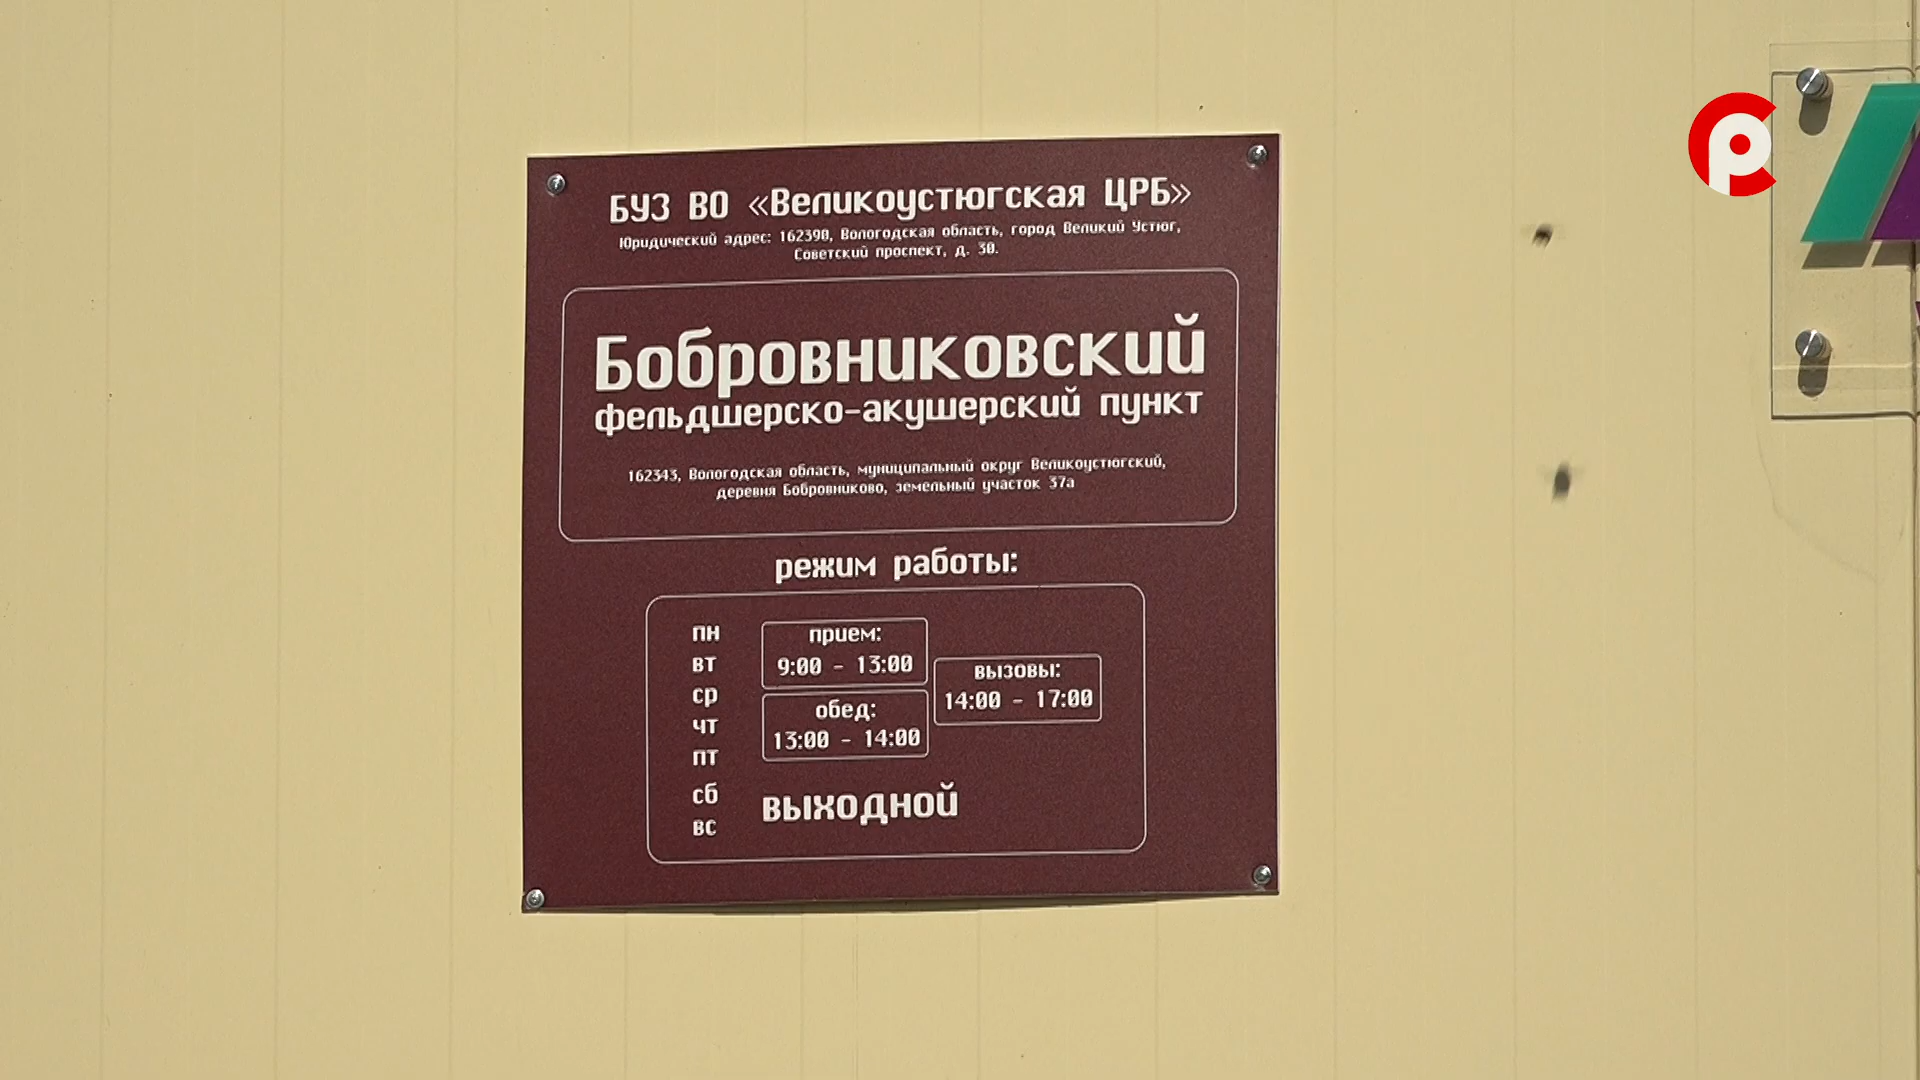 БУЗ ВО «Великоустюгская ЦРБ»
Юридический адрес: 162390, Вологодская область, город Великий Устюг,
Советский проспект, д. 30.
Бобровниковский
фельдшерско-акушерский пункт
162343, Вологодская область, муниципальный округ Великоустюгский,
деревня Бобровниково, земельный участок 37а
режим работы:
пн
вт
ср
чт
пт
прием:
9:00 - 13:00
обед:
13:00 - 14:00
вызовы:
14:00 - 17:00
сб
вс
выходной